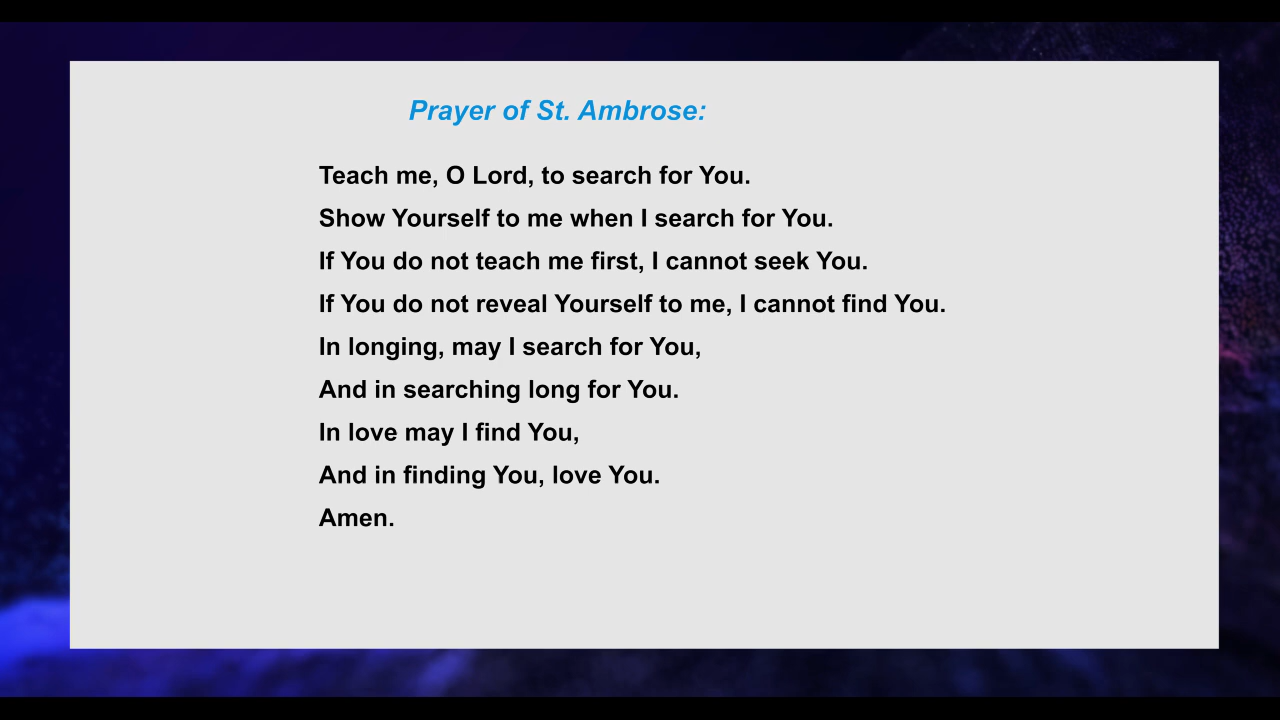 Prayer of St. Ambrose:
Teach me, O Lord, to search for You.
Show Yourself to me when I search for You.
If You do not teach me first, I cannot seek You.
If You do not reveal Yourself to me, I cannot find You.
In longing, may I search for You,
And in searching long for You.
In love may I find You,
And in finding You, love You.
Amen.